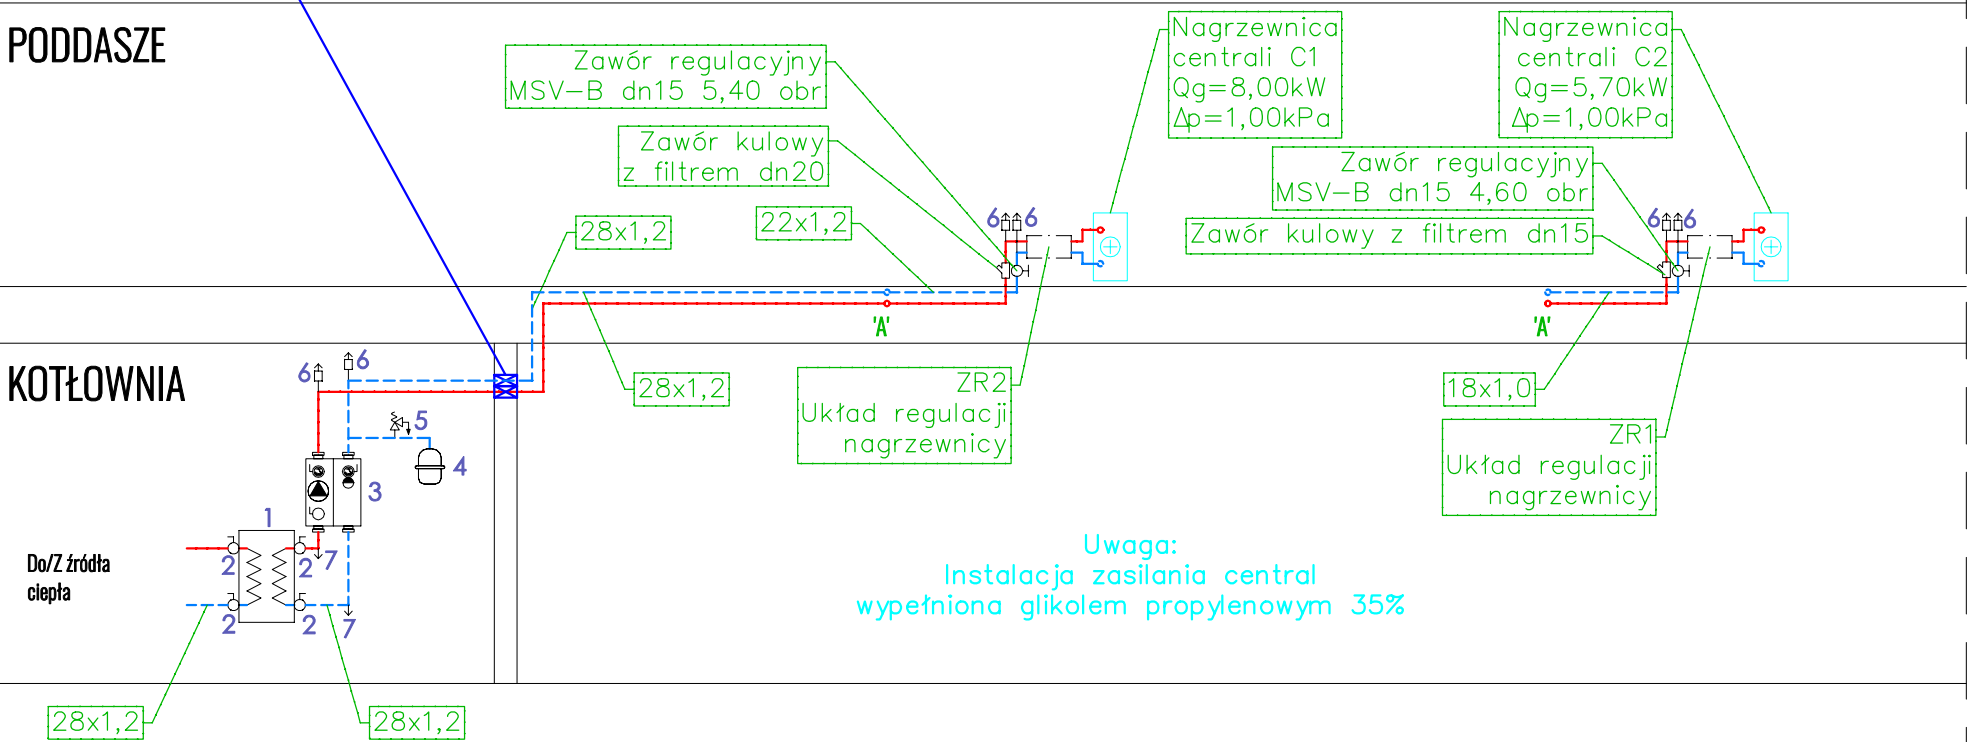 PODDASZE
Zawór regulacyjny
MSV-B dn15 5,40 obr
Zawór kulowy
z filtrem dn20
28x1,2
22x1,2
6
6
Nagrzewnica
centrali C1
Qg=8,00kW
Δp=1,00kPa
Nagrzewnica
centrali C2
Qg=5,70kW
Δp=1,00kPa
Zawór regulacyjny
MSV-B dn15 4,60 obr
Zawór kulowy z filtrem dn15
6
6
'A'
'A'
KOTŁOWNIA
6
6
5
4
3
28x1,2
ZR2
Układ regulacji
nagrzewnicy
18x1,0
ZR1
Układ regulacji
nagrzewnicy
1
Do/Z źródła
ciepła
2
2
7
2
2
7
Uwaga:
Instalacja zasilania central
wypełniona glikolem propylenowym 35%
28x1,2
28x1,2